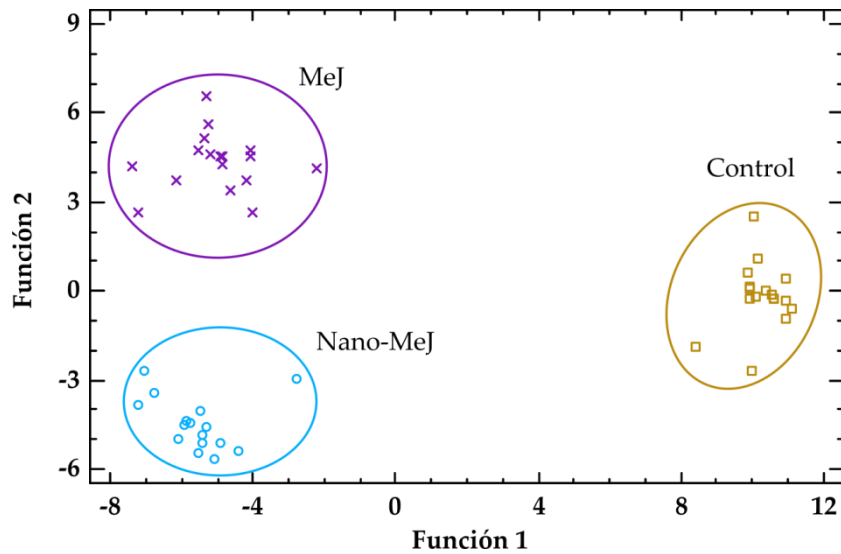 9
6
3
0
-3
-6
-8
-4
0
4
8
12
Función 2
Función 1
MeJ
Control
Nano-MeJ